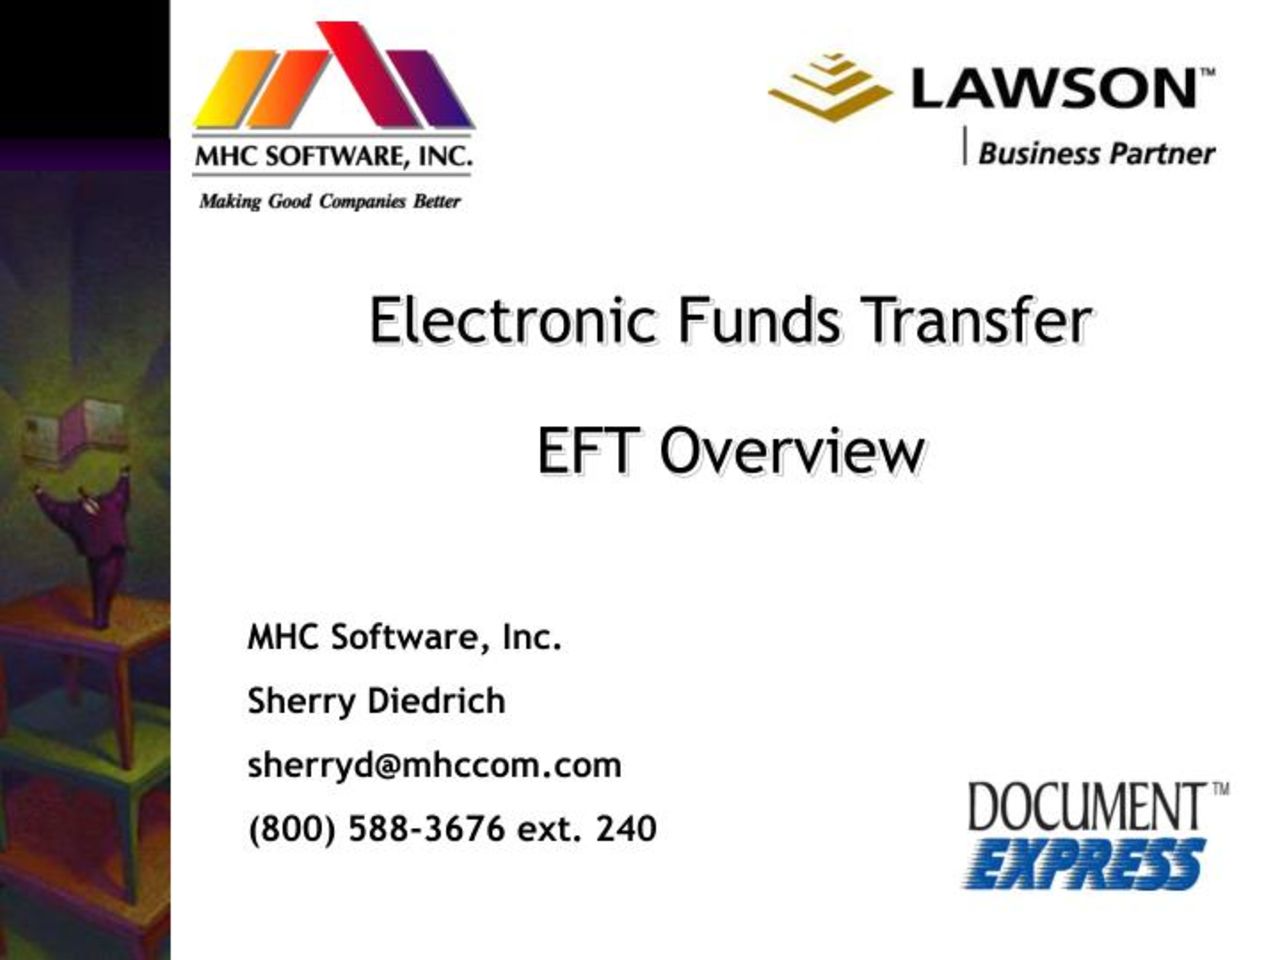 MHC SOFTWARE, INC.
Making Good Companies Better
LAWSON™
Business Partner
Electronic Funds Transfer
EFT Overview
MHC Software, Inc.
Sherry Diedrich
sherryd@mhccom.com
(800) 588-3676 ext. 240
DOCUMENT™
EXPRESS